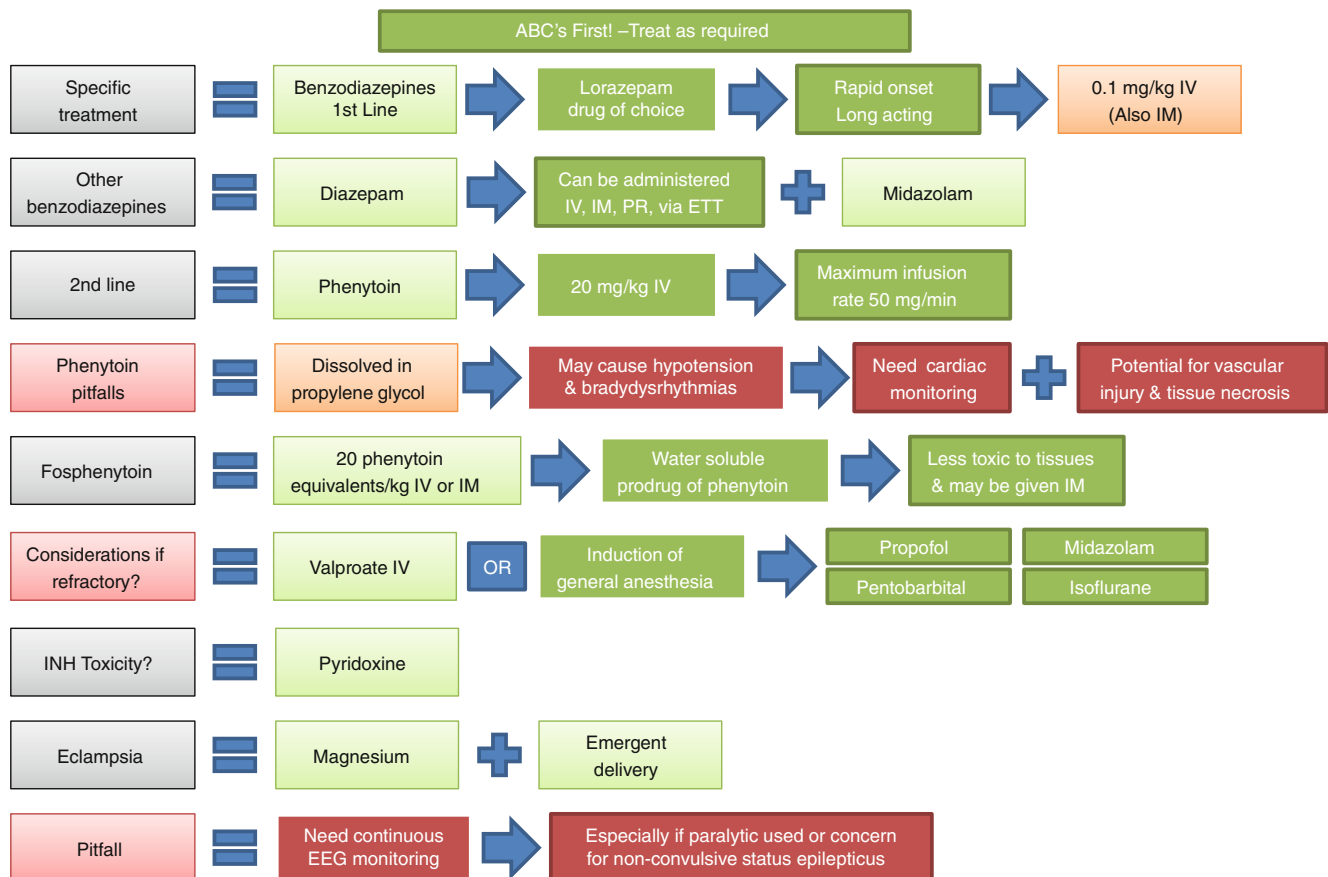 ABC's First! –Treat as required
Specific
treatment
Benzodiazepines
1st Line
Lorazepam
drug of choice
Rapid onset
Long acting
0.1 mg/kg IV
(Also IM)
Other
benzodiazepines
Diazepam
Can be administered
IV, IM, PR, via ETT
Midazolam
2nd line
Phenytoin
20 mg/kg IV
Maximum infusion
rate 50 mg/min
Phenytoin
pitfalls
Dissolved in
propylene glycol
May cause hypotension
& bradydysrhythmias
Need cardiac
monitoring
Potential for vascular
injury & tissue necrosis
Fosphenytoin
20 phenytoin
equivalents/kg IV or IM
Water soluble
prodrug of phenytoin
Less toxic to tissues
& may be given IM
Considerations if
refractory?
Valproate IV
OR
Induction of
general anesthesia
Propofol
Midazolam
Pentobarbital
Isoflurane
INH Toxicity?
Pyridoxine
Eclampsia
Magnesium
Emergent
delivery
Pitfall
Need continuous
EEG monitoring
Especially if paralytic used or concern
for non-convulsive status epilepticus